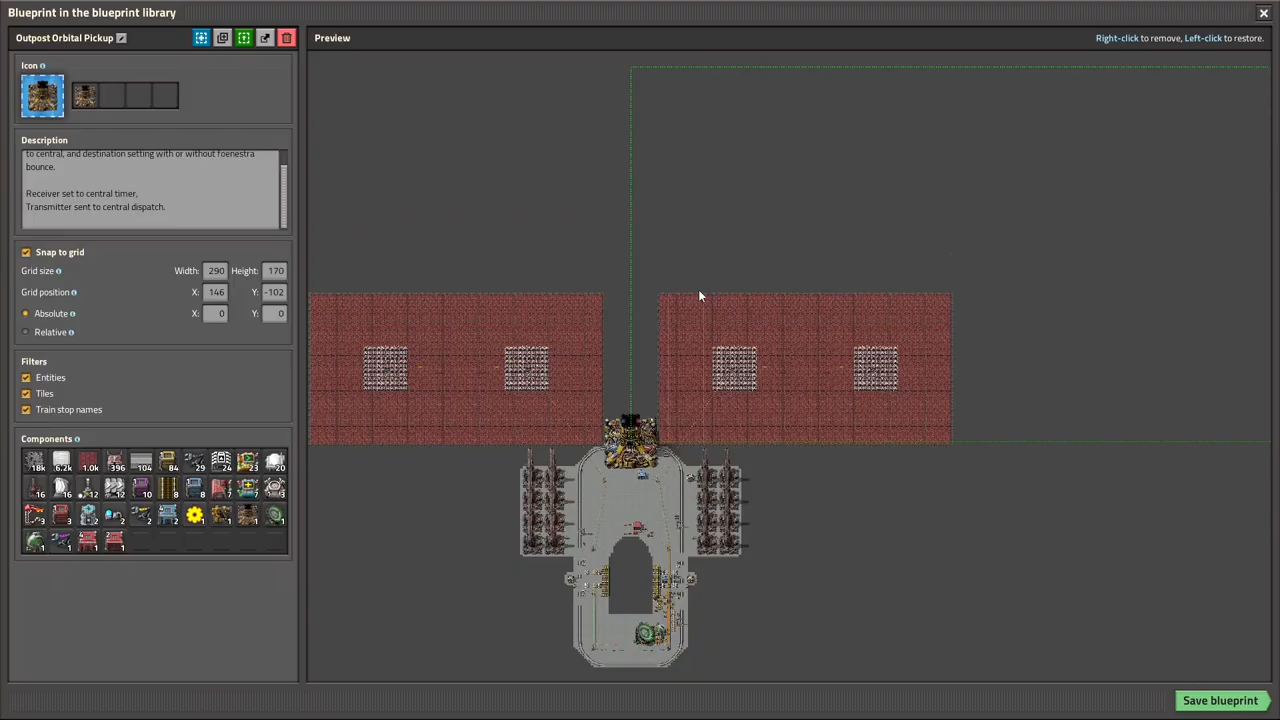 Blueprint in the blueprint library
Outpost Orbital Pickup
Preview
Right-click to remove, Left-click to restore.
Icon
Description
to central, and destination setting with or without foenestra
bounce.
Receiver set to central timer,
Transmitter sent to central dispatch.
Snap to grid
Grid size Width: 290 Height: 170
Grid position X: 146 Y: -102
Absolute X: 0 Y: 0
Relative
Filters
Entities
Tiles
Train stop names
Components
18k 6.2k 1.0k 396 104 84 29 24 23 20
16 16 12 12 10 8 8 7 7 3
3 3 2 2 2 2 1 1 1 1
1 1 1 1
Save blueprint